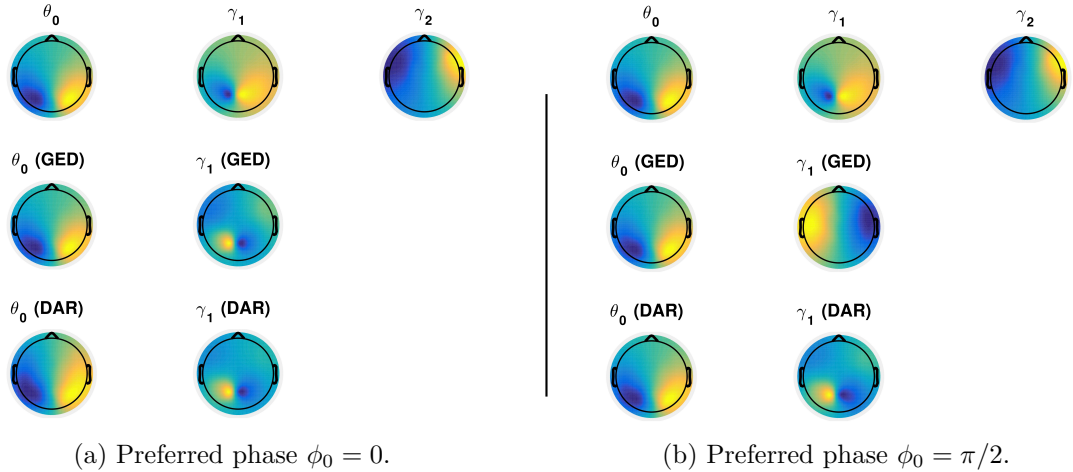 θ₀ γ₁ γ₂
θ₀ (GED) γ₁ (GED)
θ₀ (DAR) γ₁ (DAR)
(a) Preferred phase ϕ₀ = 0.
θ₀ γ₁ γ₂
θ₀ (GED) γ₁ (GED)
θ₀ (DAR) γ₁ (DAR)
(b) Preferred phase ϕ₀ = π/2.